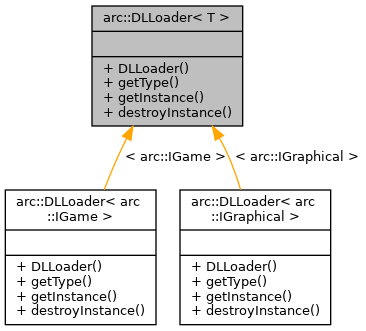 arc::DLLoader< T >
+ DLLoader()
+ getType()
+ getInstance()
+ destroyInstance()
< arc::IGame >
< arc::IGraphical >
arc::DLLoader< arc
::IGame >
+ DLLoader()
+ getType()
+ getInstance()
+ destroyInstance()
arc::DLLoader< arc
::IGraphical >
+ DLLoader()
+ getType()
+ getInstance()
+ destroyInstance()